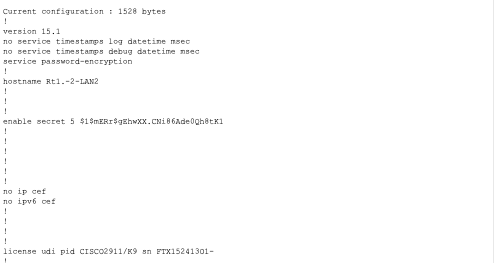 Current configuration : 1528 bytes
!
version 15.1
no service timestamps log datetime msec
no service timestamps debug datetime msec
service password-encryption
!
hostname Rt1.-2-LAN2
!
!
!
enable secret 5 $1$mERr$gEhwXX.CNi86Ade0Qh8tK1
!
!
!
!
!
!
no ip cef
no ipv6 cef
!
!
!
!
license udi pid CISCO2911/K9 sn FTX152413O1-
!